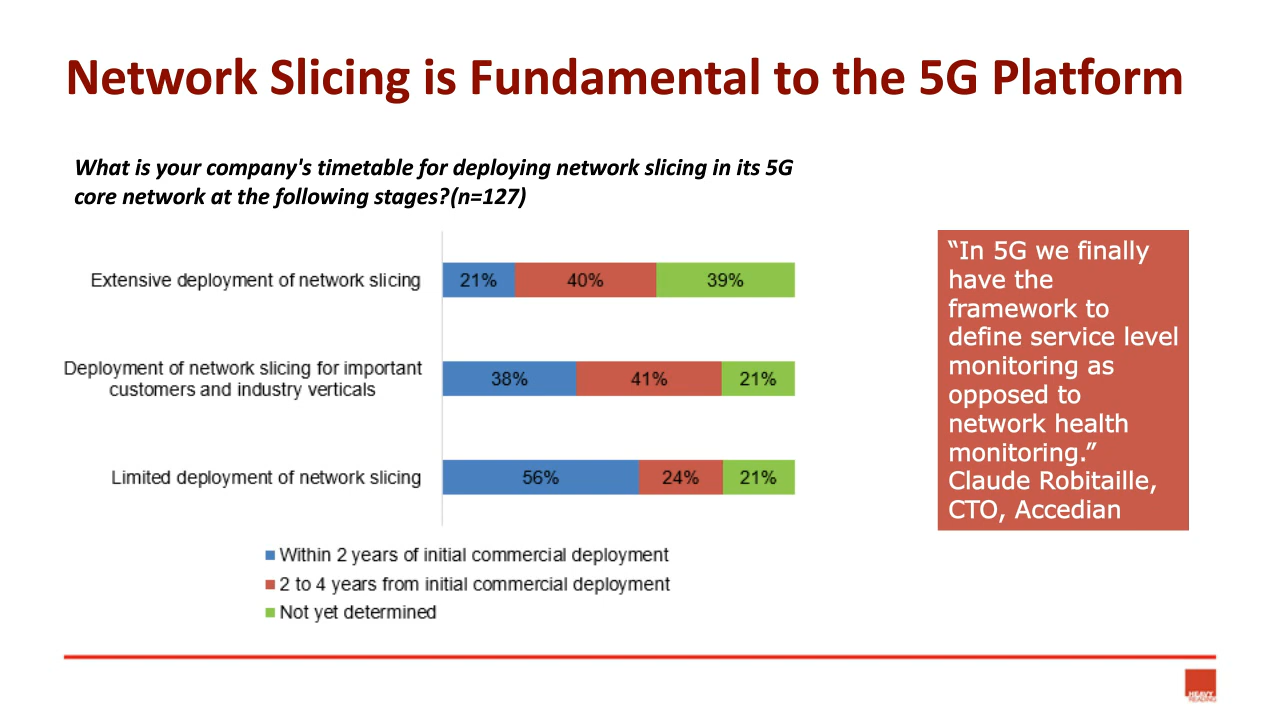 Network Slicing is Fundamental to the 5G Platform
What is your company's timetable for deploying network slicing in its 5G
core network at the following stages?(n=127)
Extensive deployment of network slicing
21% 40% 39%
Deployment of network slicing for important
customers and industry verticals
38% 41% 21%
Limited deployment of network slicing
56% 24% 21%
Within 2 years of initial commercial deployment
2 to 4 years from initial commercial deployment
Not yet determined
“In 5G we finally
have the
framework to
define service level
monitoring as
opposed to
network health
monitoring.”
Claude Robitaille,
CTO, Accedian
HEAVY
READING